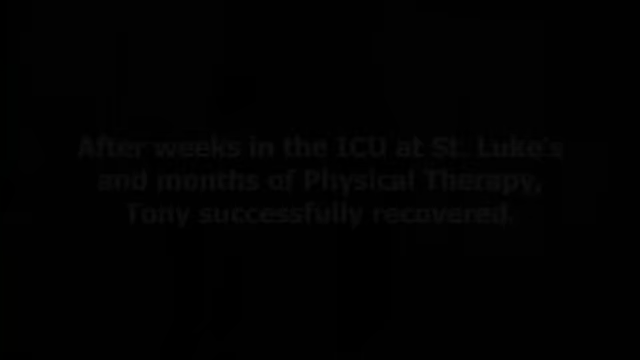 After weeks in the ICU at St. Luke's
and months of Physical Therapy,
Tony successfully recovered.